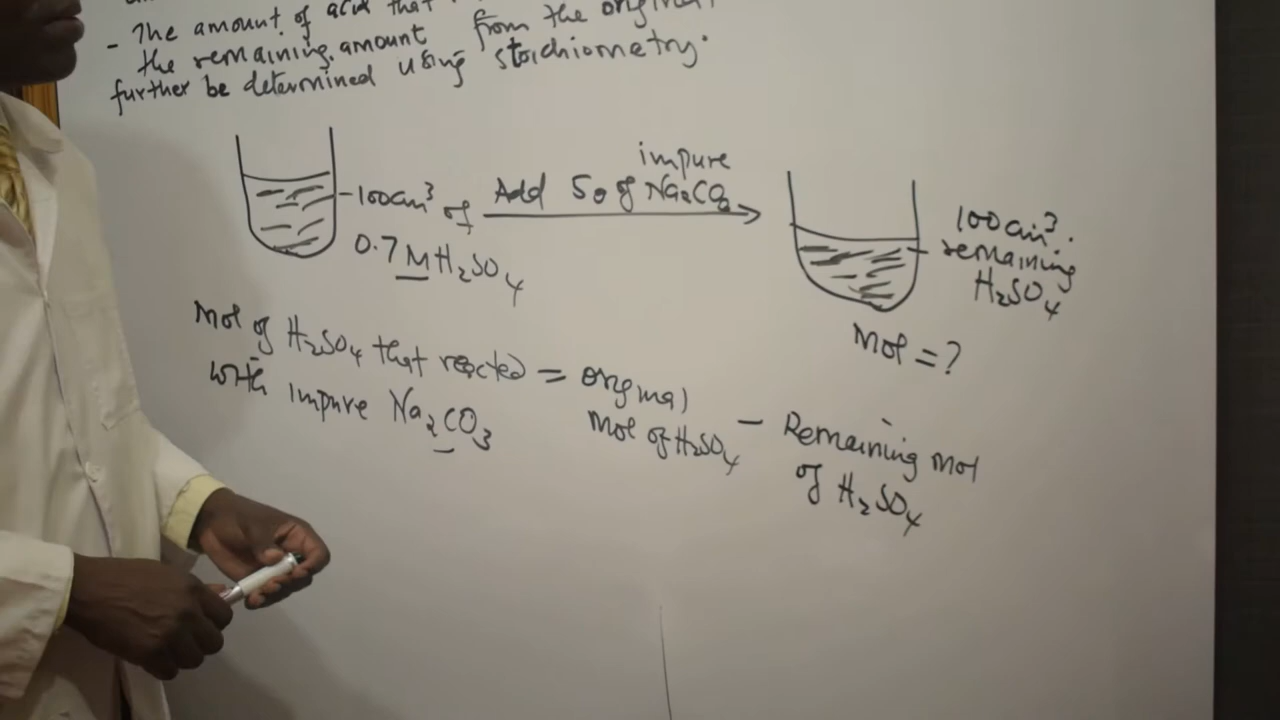 - The amount of acid that
the remaining amount from the original
further be determined using stoichiometry.
impure
Add 5g of Na2CO3
-100cm³ of
0.7M H2SO4
100cm³.
remaining
H2SO4
Mol = ?
Mol of H2SO4 that reacted = original
with impure Na2CO3
Mol of H2SO4 - Remaining mol
of H2SO4